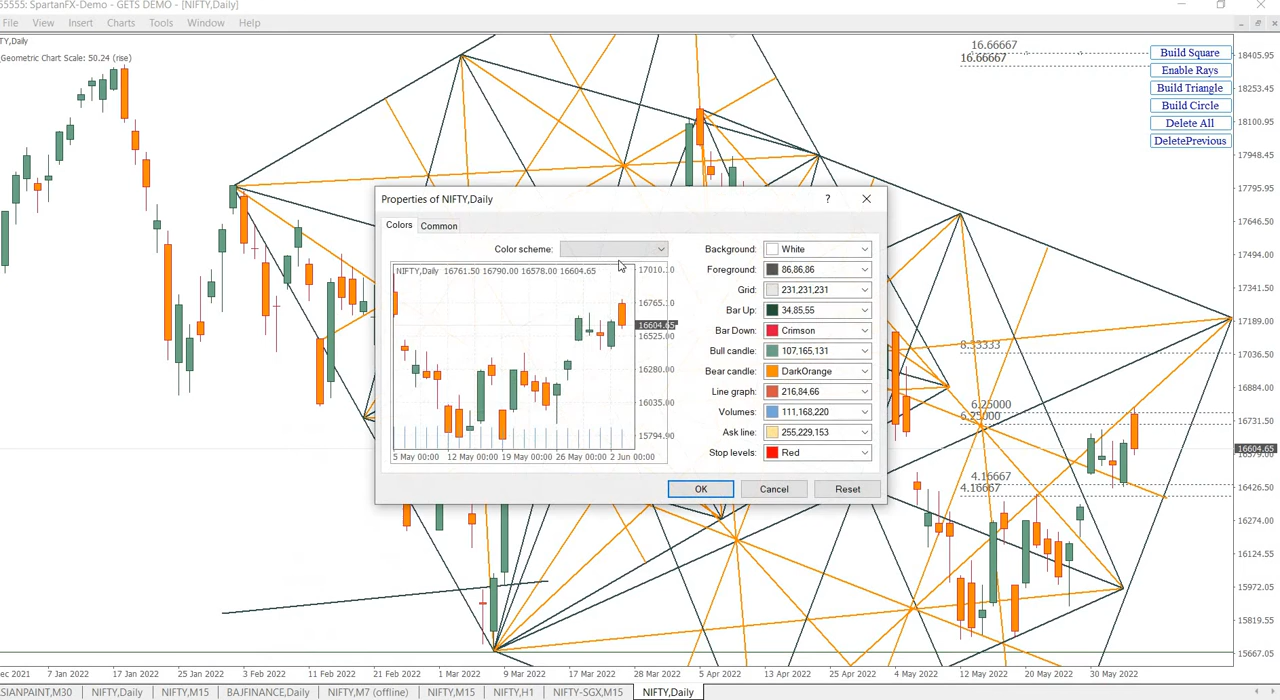 55555: SpartanFX-Demo - GETS DEMO - [NIFTY,Daily]
File View Insert Charts Tools Window Help
TY,Daily
Geometric Chart Scale: 50.24 (rise)
16.66667
16.66667
Build Square
Enable Rays
Build Triangle
Build Circle
Delete All
DeletePrevious
18405.95
18253.45
18100.95
17948.45
17795.95
17646.50
17494.00
17341.50
17189.00
17036.50
16884.00
16731.50
16604.65
16579.00
16426.50
16274.00
16124.55
15972.05
15819.55
15667.05
8.33333
6.25000
6.25000
4.16667
4.16667
Properties of NIFTY,Daily
?
Colors Common
Color scheme:
NIFTY,Daily 16761.50 16790.00 16578.00 16604.65
17010.10
16765.10
16604.65
16525.00
16280.00
16035.00
15794.90
5 May 00:00 12 May 00:00 19 May 00:00 26 May 00:00 2 Jun 00:00
Background: White
Foreground: 86,86,86
Grid: 231,231,231
Bar Up: 34,85,55
Bar Down: Crimson
Bull candle: 107,165,131
Bear candle: DarkOrange
Line graph: 216,84,66
Volumes: 111,168,220
Ask line: 255,229,153
Stop levels: Red
OK Cancel Reset
ec 2021 7 Jan 2022 17 Jan 2022 25 Jan 2022 3 Feb 2022 11 Feb 2022 21 Feb 2022 1 Mar 2022 9 Mar 2022 17 Mar 2022 28 Mar 2022 5 Apr 2022 13 Apr 2022 25 Apr 2022 4 May 2022 12 May 2022 20 May 2022 30 May 2022
SIANPAINT,M30 NIFTY,Daily NIFTY,M15 BAJFINANCE,Daily NIFTY,M7 (offline) NIFTY,M15 NIFTY,H1 NIFTY-SGX,M15 NIFTY,Daily